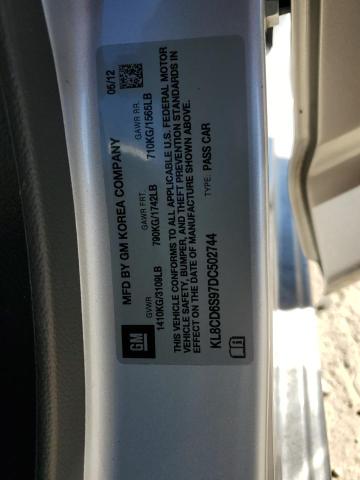 MFD BY GM KOREA COMPANY 05/12
GVWR GAWR FRT. GAWR RR.
1410KG/3109LB 790KG/1742LB 710KG/1565LB
THIS VEHICLE CONFORMS TO ALL APPLICABLE U.S. FEDERAL MOTOR
VEHICLE SAFETY, BUMPER, AND THEFT PREVENTION STANDARDS IN
EFFECT ON THE DATE OF MANUFACTURE SHOWN ABOVE.
KL8CD6S97DC502744 TYPE: PASS CAR
GM